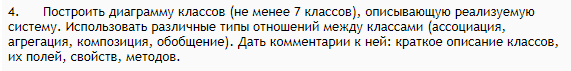 4. Построить диаграмму классов (не менее 7 классов), описывающую реализуемую
систему. Использовать различные типы отношений между классами (ассоциация,
агрегация, композиция, обобщение). Дать комментарии к ней: краткое описание классов,
их полей, свойств, методов.